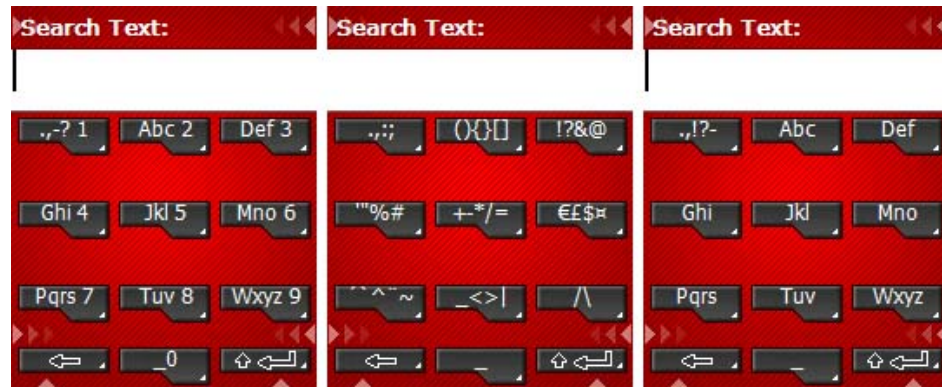 Search Text:
.,-? 1 Abc 2 Def 3
Ghi 4 Jkl 5 Mno 6
Pqrs 7 Tuv 8 Wxyz 9
_0
Search Text:
.,:; (){}[] !?&@
'"%# +-*/= €£$¤
´`^¨~ _<>| /\
_
Search Text:
.,!?- Abc Def
Ghi Jkl Mno
Pqrs Tuv Wxyz
_